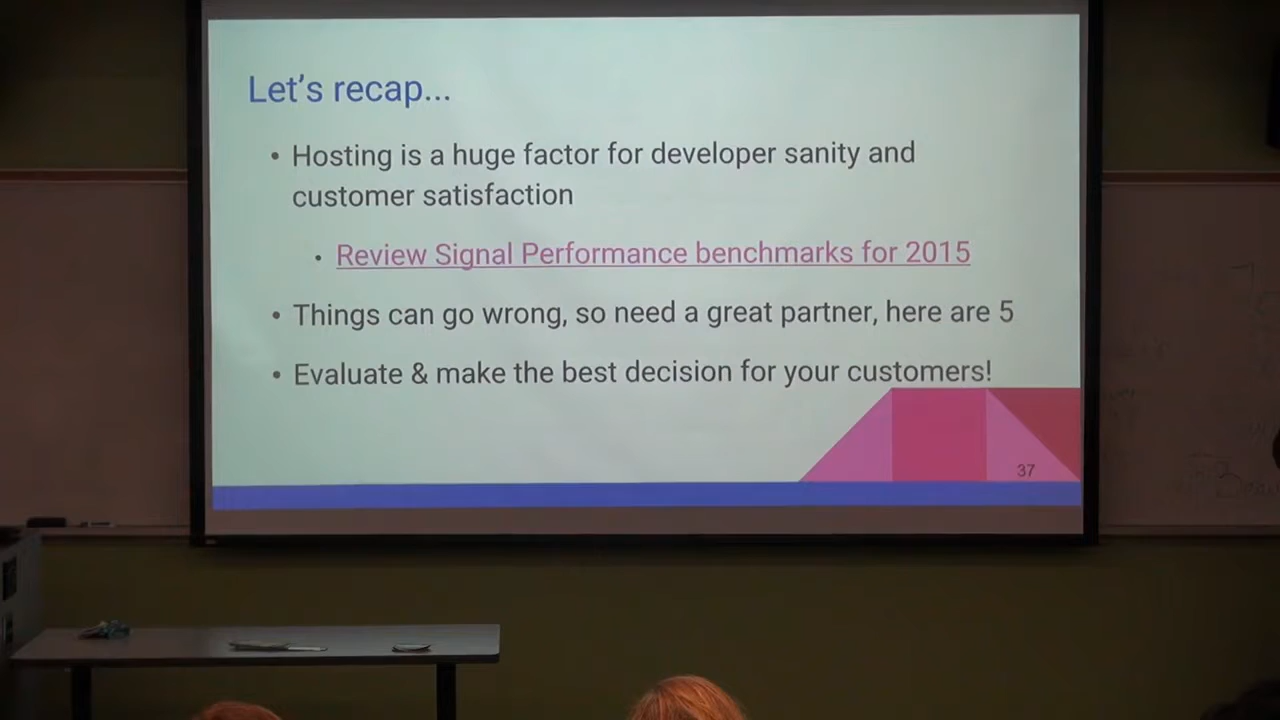 Let's recap...
• Hosting is a huge factor for developer sanity and
customer satisfaction
• Review Signal Performance benchmarks for 2015
• Things can go wrong, so need a great partner, here are 5
• Evaluate & make the best decision for your customers!
37